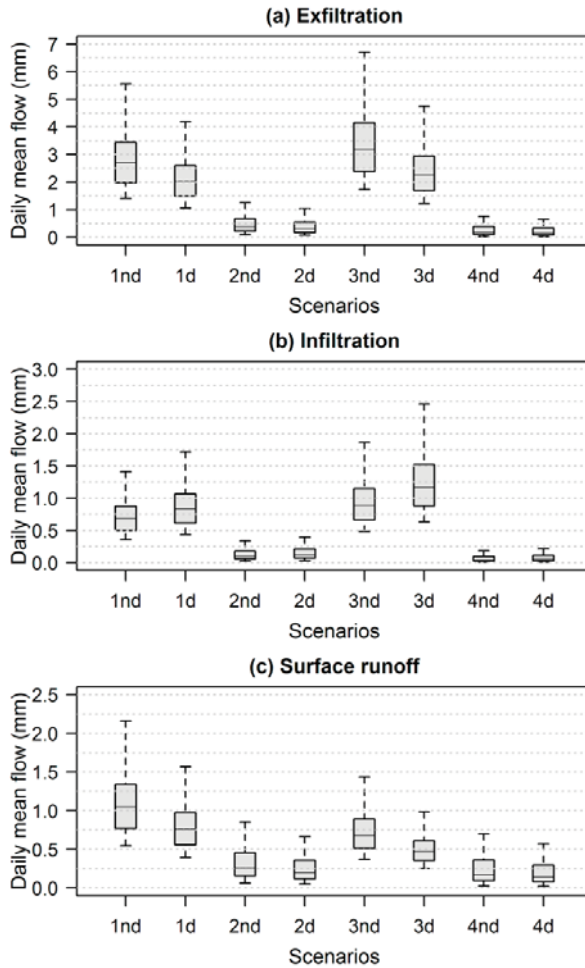 (a) Exfiltration
Daily mean flow (mm)
7
6
5
4
3
2
1
0
1nd 1d 2nd 2d 3nd 3d 4nd 4d
Scenarios
(b) Infiltration
Daily mean flow (mm)
3.0
2.5
2.0
1.5
1.0
0.5
0.0
1nd 1d 2nd 2d 3nd 3d 4nd 4d
Scenarios
(c) Surface runoff
Daily mean flow (mm)
2.5
2.0
1.5
1.0
0.5
0.0
1nd 1d 2nd 2d 3nd 3d 4nd 4d
Scenarios